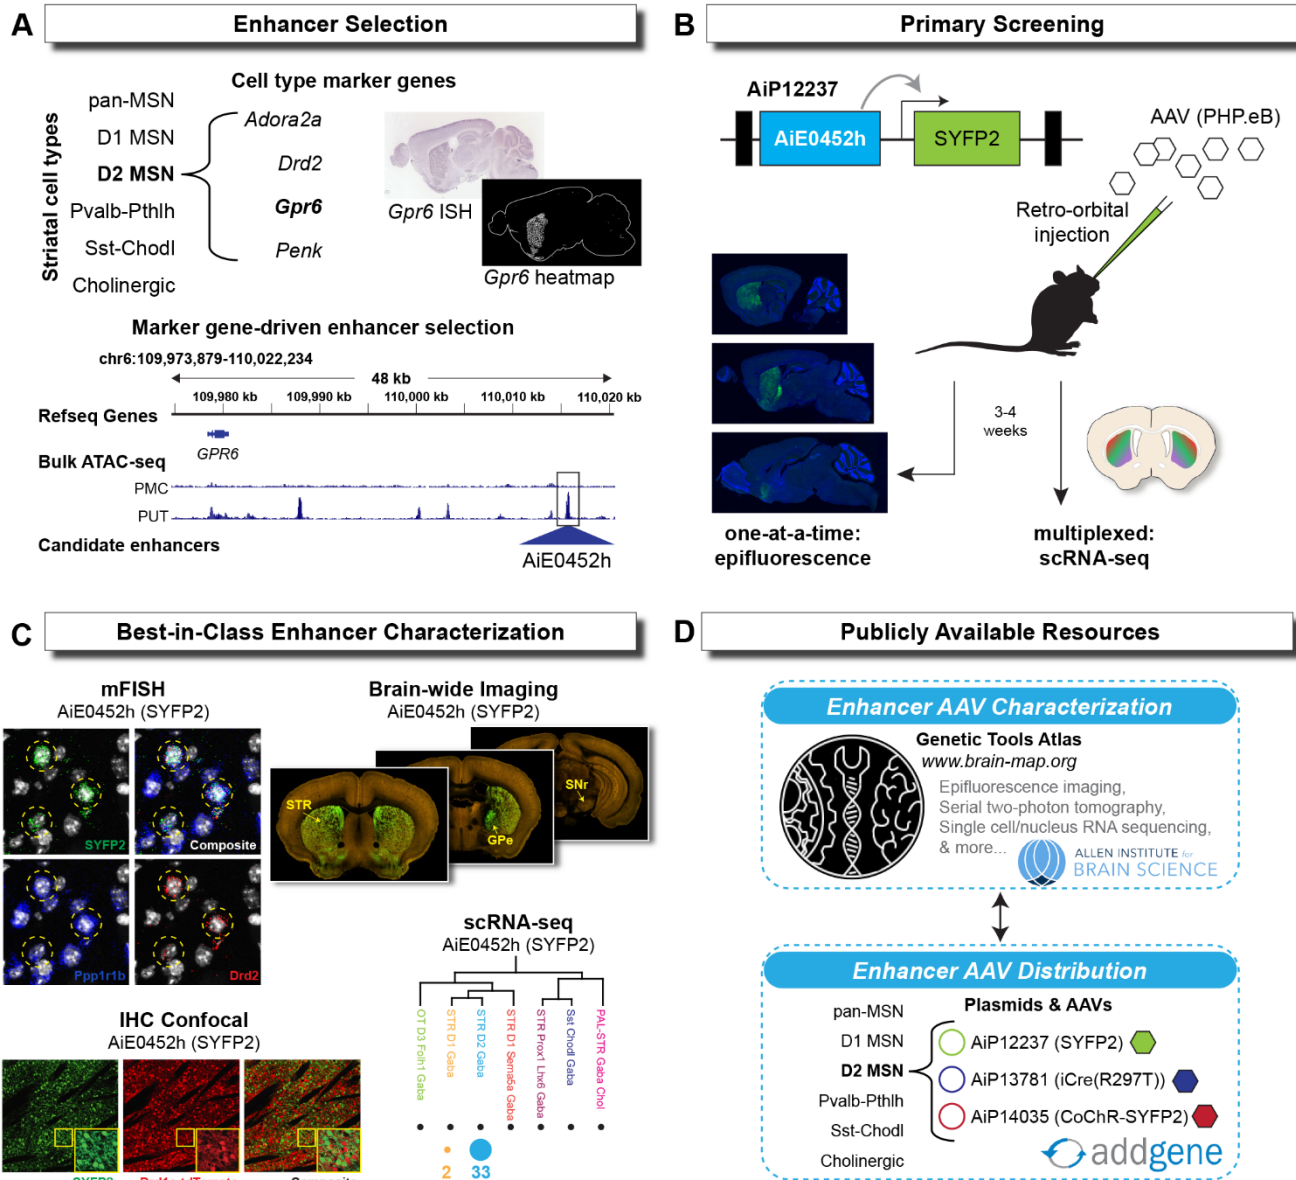 A
Enhancer Selection
Cell type marker genes
Striatal cell types
pan-MSN
D1 MSN
D2 MSN
Pvalb-Pthlh
Sst-Chodl
Cholinergic
Adora2a
Drd2
Gpr6
Penk
Gpr6 ISH
Gpr6 heatmap
Marker gene-driven enhancer selection
chr6:109,973,879-110,022,234
48 kb
109,980 kb
109,990 kb
110,000 kb
110,010 kb
110,020 kb
Refseq Genes
GPR6
Bulk ATAC-seq
PMC
PUT
Candidate enhancers
AiE0452h
B
Primary Screening
AiP12237
AiE0452h
SYFP2
AAV (PHP.eB)
Retro-orbital
injection
3-4
weeks
one-at-a-time:
epifluorescence
multiplexed:
scRNA-seq
C
Best-in-Class Enhancer Characterization
mFISH
AiE0452h (SYFP2)
SYFP2
Composite
Ppp1r1b
Drd2
Brain-wide Imaging
AiE0452h (SYFP2)
STR
GPe
SNr
scRNA-seq
AiE0452h (SYFP2)
OT D3 Folh1 Gaba
STR D1 Gaba
STR D2 Gaba
STR D1 Sema5a Gaba
STR Prox1 Lhx6 Gaba
Sst Chodl Gaba
PAL-STR Gaba Chol
2
33
IHC Confocal
AiE0452h (SYFP2)
D
Publicly Available Resources
Enhancer AAV Characterization
Genetic Tools Atlas
www.brain-map.org
Epifluorescence imaging,
Serial two-photon tomography,
Single cell/nucleus RNA sequencing,
& more...
ALLEN INSTITUTE for
BRAIN SCIENCE
Enhancer AAV Distribution
Plasmids & AAVs
pan-MSN
D1 MSN
D2 MSN
Pvalb-Pthlh
Sst-Chodl
Cholinergic
AiP12237 (SYFP2)
AiP13781 (iCre(R297T))
AiP14035 (CoChR-SYFP2)
addgene